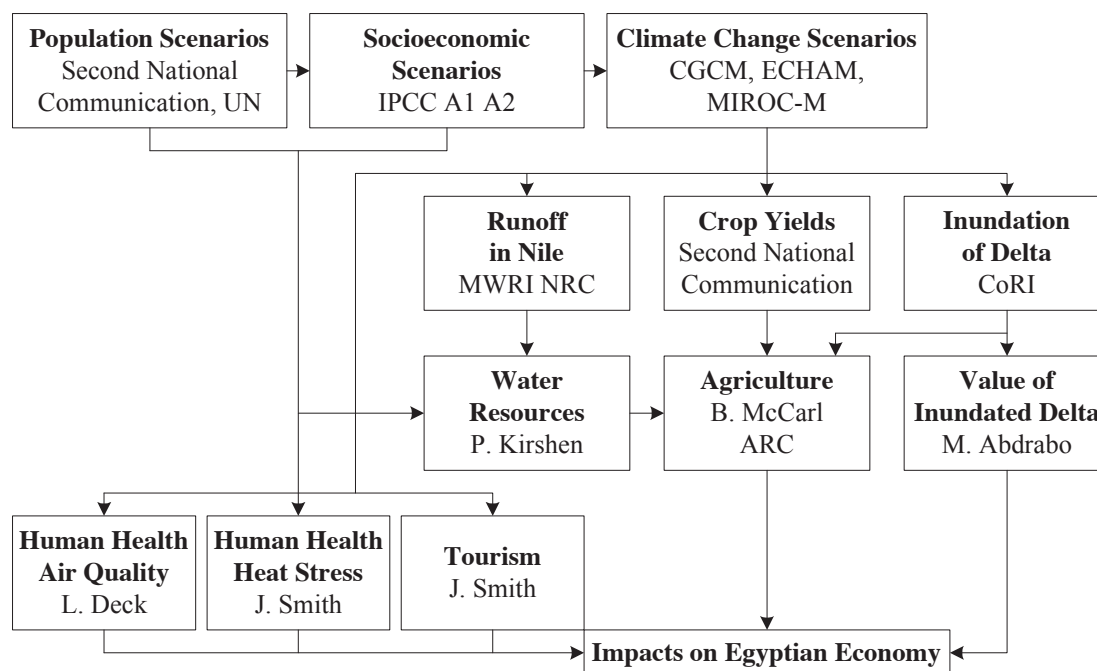 Population Scenarios
Second National
Communication, UN
Socioeconomic
Scenarios
IPCC A1 A2
Climate Change Scenarios
CGCM, ECHAM,
MIROC-M
Runoff
in Nile
MWRI NRC
Crop Yields
Second National
Communication
Inundation
of Delta
CoRI
Water
Resources
P. Kirshen
Agriculture
B. McCarl
ARC
Value of
Inundated Delta
M. Abdrabo
Human Health
Air Quality
L. Deck
Human Health
Heat Stress
J. Smith
Tourism
J. Smith
Impacts on Egyptian Economy